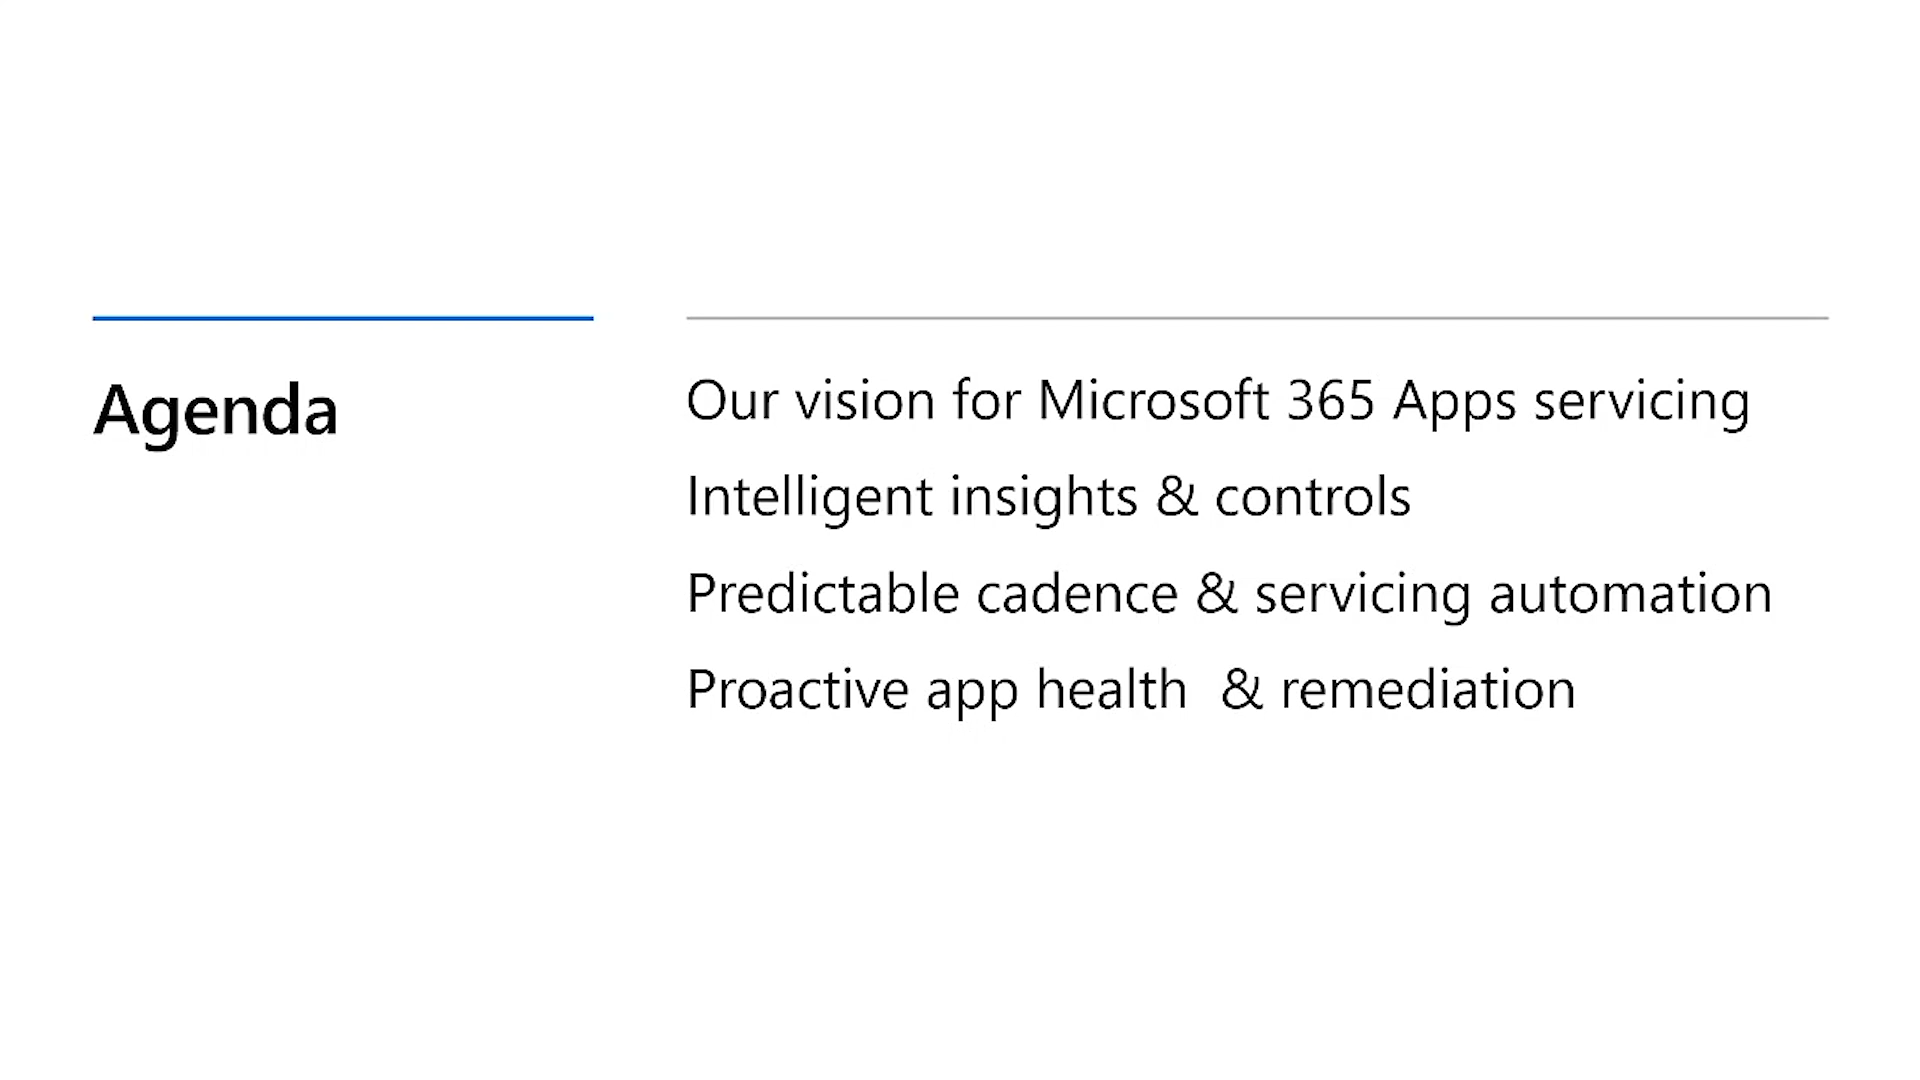 Agenda
Our vision for Microsoft 365 Apps servicing
Intelligent insights & controls
Predictable cadence & servicing automation
Proactive app health  & remediation